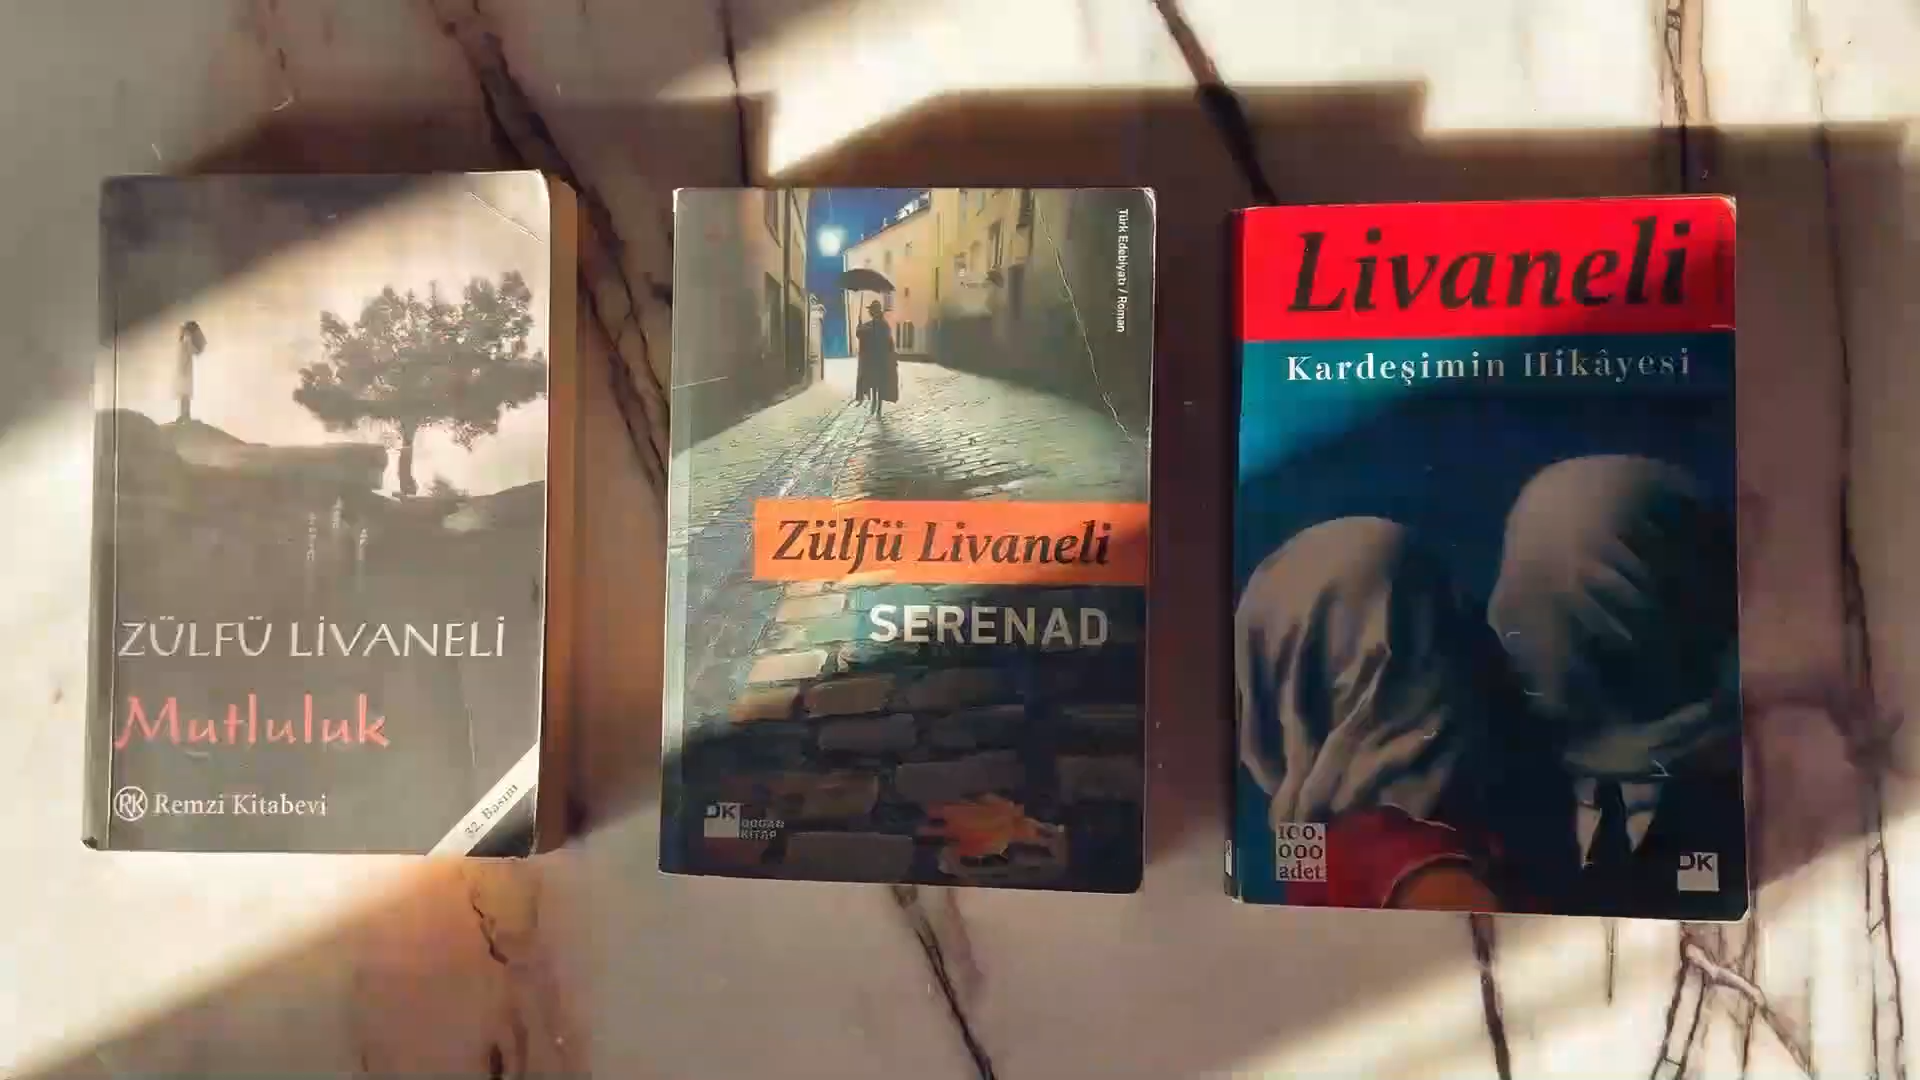 ZÜLFÜ LİVANELİ
Mutluluk
RK Remzi Kitabevi
32. Basım
Türk Edebiyatı / Roman
Zülfü Livaneli
SERENAD
DK
DOĞAN
KİTAP
Livaneli
Kardeşimin Hikâyesi
100.
000
adet
DK